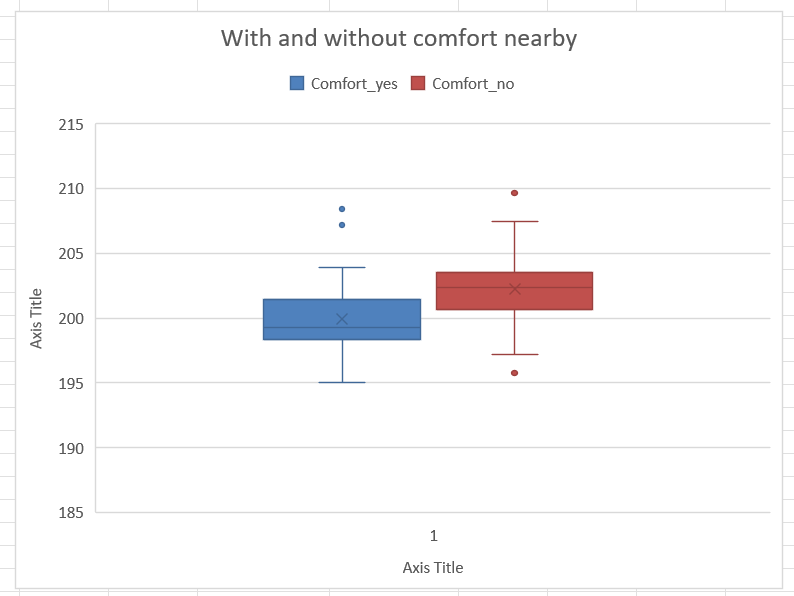 With and without comfort nearby
Comfort_yes Comfort_no
215
210
205
200
195
190
185
Axis Title
1
Axis Title